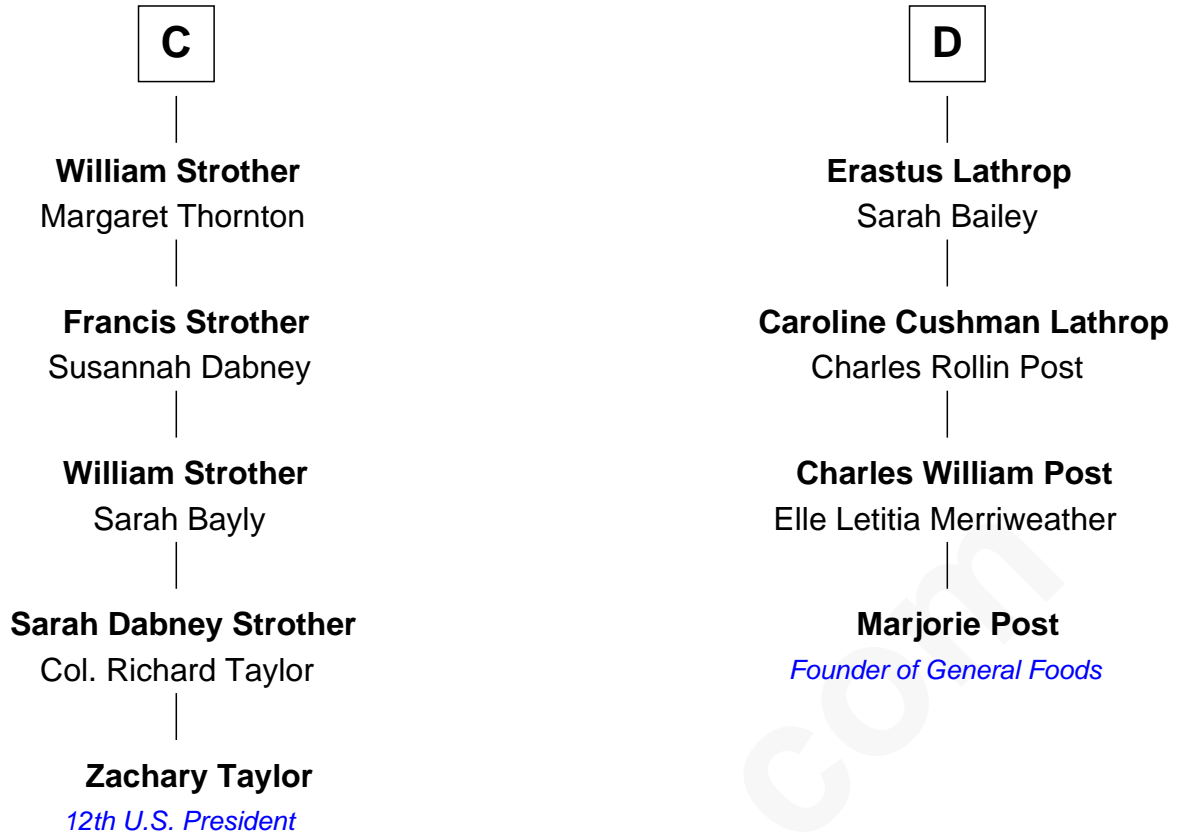 C
William Strother
Margaret Thornton
Francis Strother
Susannah Dabney
William Strother
Sarah Bayly
Sarah Dabney Strother
Col. Richard Taylor
Zachary Taylor
12th U.S. President
D
Erastus Lathrop
Sarah Bailey
Caroline Cushman Lathrop
Charles Rollin Post
Charles William Post
Elle Letitia Merriweather
Marjorie Post
Founder of General Foods
com